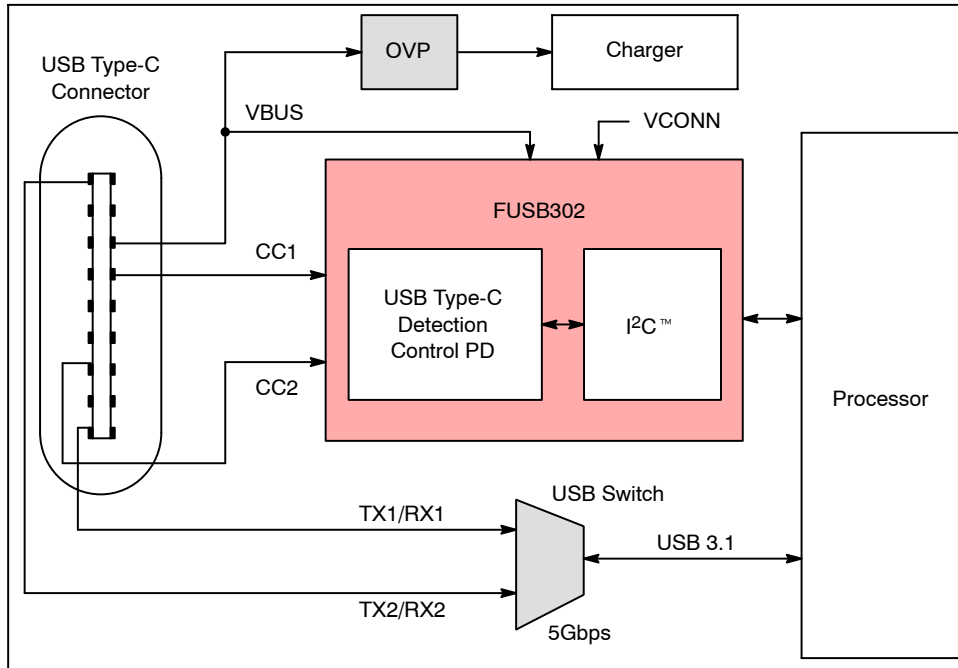 USB Type-C
Connector
OVP
Charger
VBUS
VCONN
FUSB302
CC1
USB Type-C
Detection
Control PD
I²C™
CC2
Processor
USB Switch
TX1/RX1
USB 3.1
TX2/RX2
5Gbps